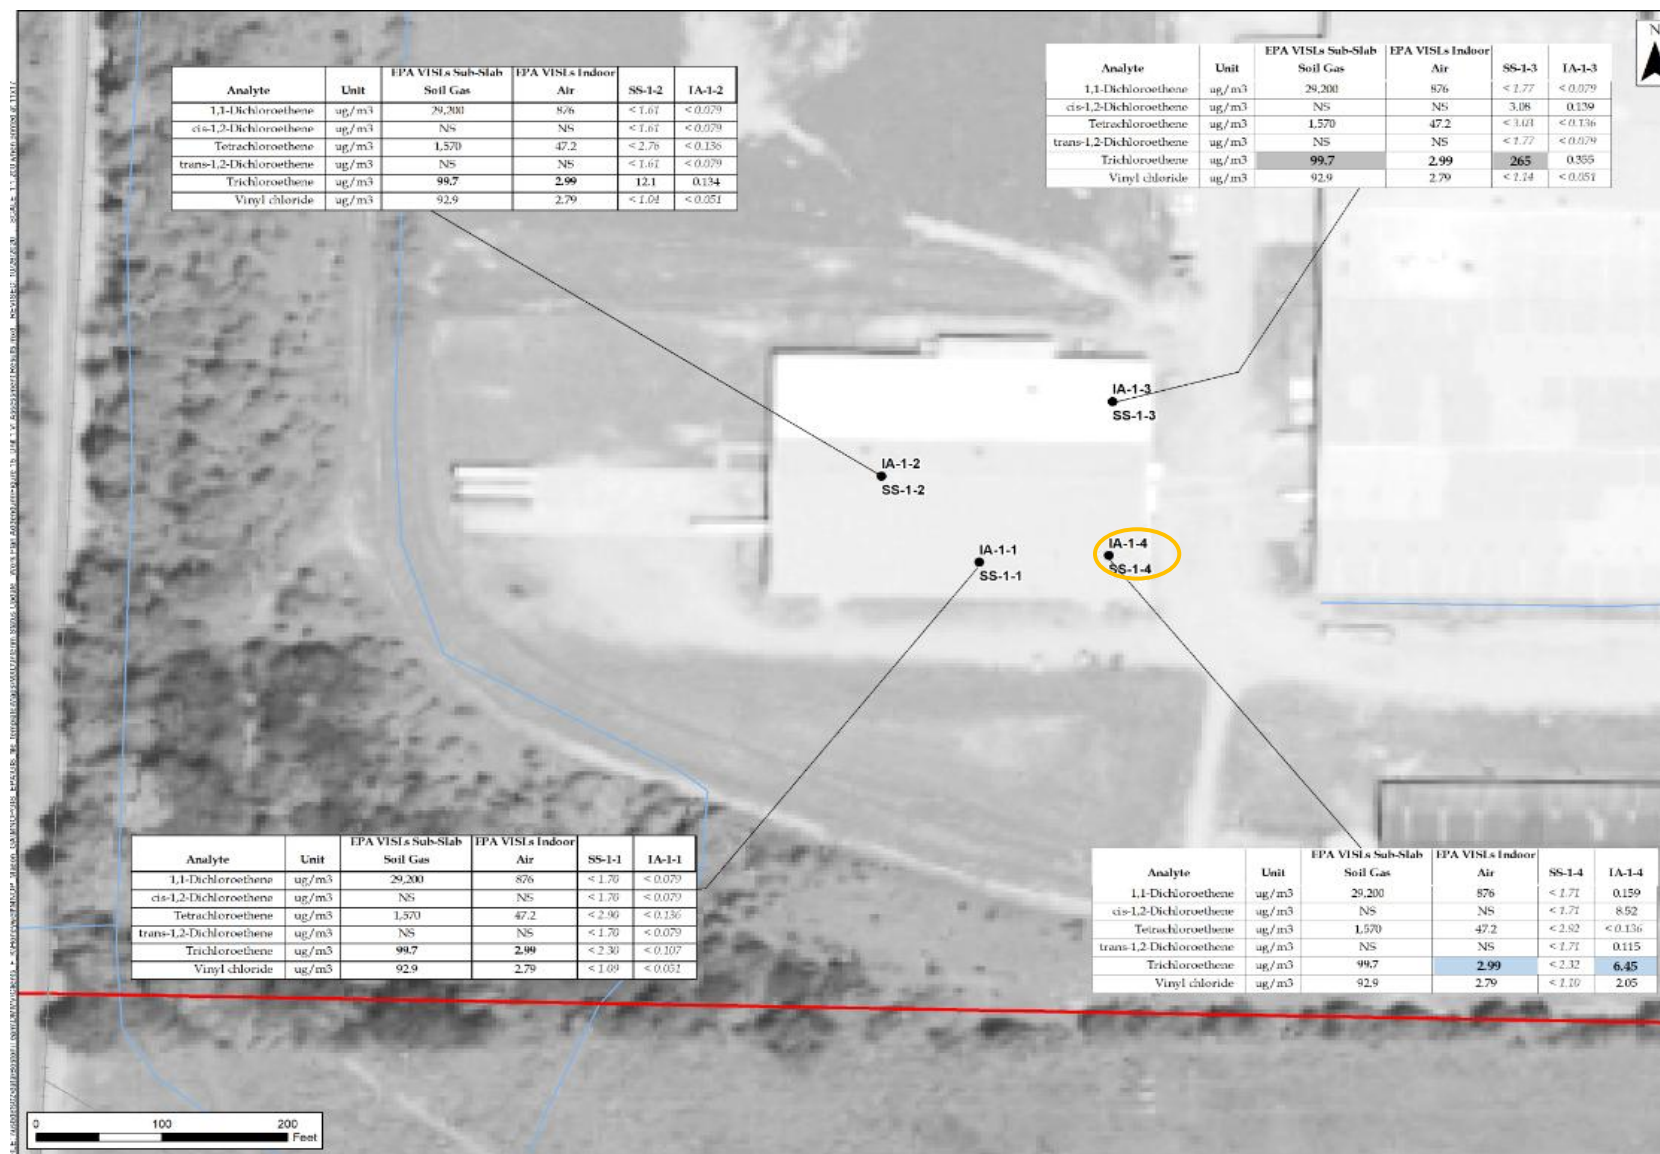 N
EPA VISLs Sub-Slab EPA VISLs Indoor
Analyte Unit Soil Gas Air SS-1-2 IA-1-2
1,1-Dichloroethene ug/m3 29,200 876 < 1.61 < 0.079
cis-1,2-Dichloroethene ug/m3 NS NS < 1.61 < 0.079
Tetrachloroethene ug/m3 1,570 47.2 < 2.76 < 0.136
trans-1,2-Dichloroethene ug/m3 NS NS < 1.61 < 0.079
Trichloroethene ug/m3 99.7 2.99 12.1 0.134
Vinyl chloride ug/m3 92.9 2.79 < 1.04 < 0.051
EPA VISLs Sub-Slab EPA VISLs Indoor
Analyte Unit Soil Gas Air SS-1-3 IA-1-3
1,1-Dichloroethene ug/m3 29,200 876 < 1.77 < 0.079
cis-1,2-Dichloroethene ug/m3 NS NS 3.08 0.139
Tetrachloroethene ug/m3 1,570 47.2 < 3.03 < 0.136
trans-1,2-Dichloroethene ug/m3 NS NS < 1.77 < 0.079
Trichloroethene ug/m3 99.7 2.99 265 0.355
Vinyl chloride ug/m3 92.9 2.79 < 1.14 < 0.051
IA-1-3
SS-1-3
IA-1-2
SS-1-2
IA-1-1
SS-1-1
IA-1-4
SS-1-4
EPA VISLs Sub-Slab EPA VISLs Indoor
Analyte Unit Soil Gas Air SS-1-1 IA-1-1
1,1-Dichloroethene ug/m3 29,200 876 < 1.70 < 0.079
cis-1,2-Dichloroethene ug/m3 NS NS < 1.70 < 0.079
Tetrachloroethene ug/m3 1,570 47.2 < 2.90 < 0.136
trans-1,2-Dichloroethene ug/m3 NS NS < 1.70 < 0.079
Trichloroethene ug/m3 99.7 2.99 < 2.30 < 0.107
Vinyl chloride ug/m3 92.9 2.79 < 1.09 < 0.051
EPA VISLs Sub-Slab EPA VISLs Indoor
Analyte Unit Soil Gas Air SS-1-4 IA-1-4
1,1-Dichloroethene ug/m3 29,200 876 < 1.71 0.159
cis-1,2-Dichloroethene ug/m3 NS NS < 1.71 8.52
Tetrachloroethene ug/m3 1,570 47.2 < 2.92 < 0.136
trans-1,2-Dichloroethene ug/m3 NS NS < 1.71 0.115
Trichloroethene ug/m3 99.7 2.99 < 2.32 6.45
Vinyl chloride ug/m3 92.9 2.79 < 1.10 2.05
0 100 200
Feet